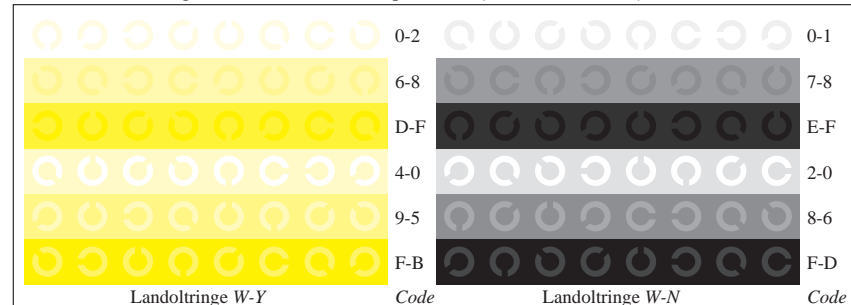 0-2 0-1
6-8 7-8
D-F E-F
4-0 2-0
9-5 8-6
F-B F-D
Landoltringe W-Y Code Landoltringe W-N Code